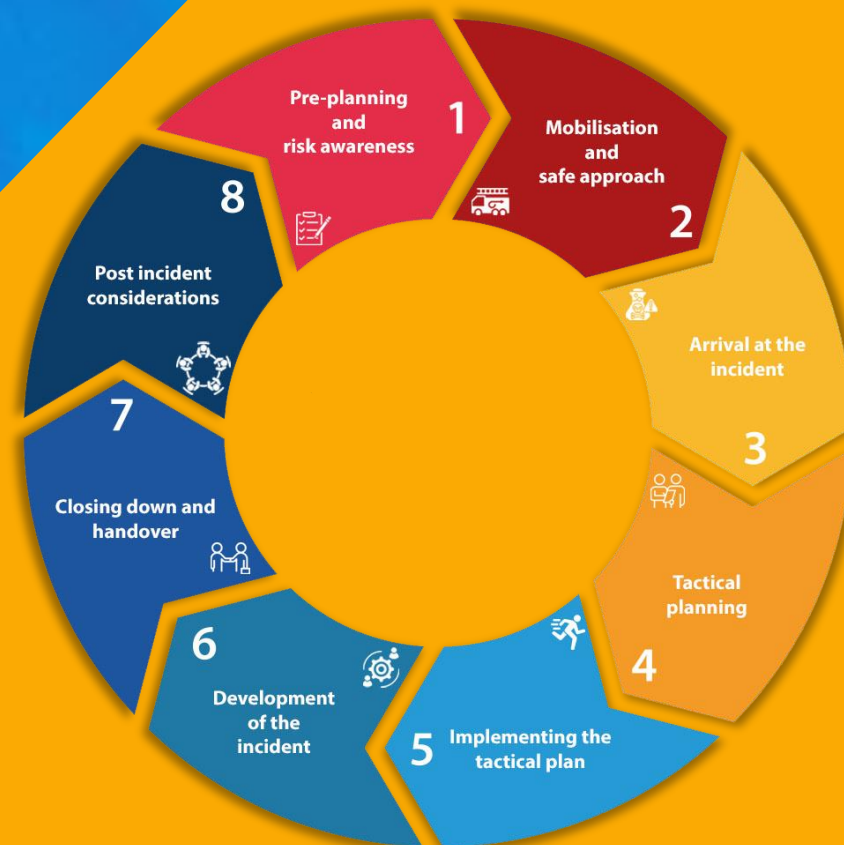 Pre-planning
and
risk awareness
1
Mobilisation
and
safe approach
2
Arrival at the
incident
3
Tactical
planning
4
Implementing the
tactical plan
5
Development
of the
incident
6
Closing down and
handover
7
Post incident
considerations
8